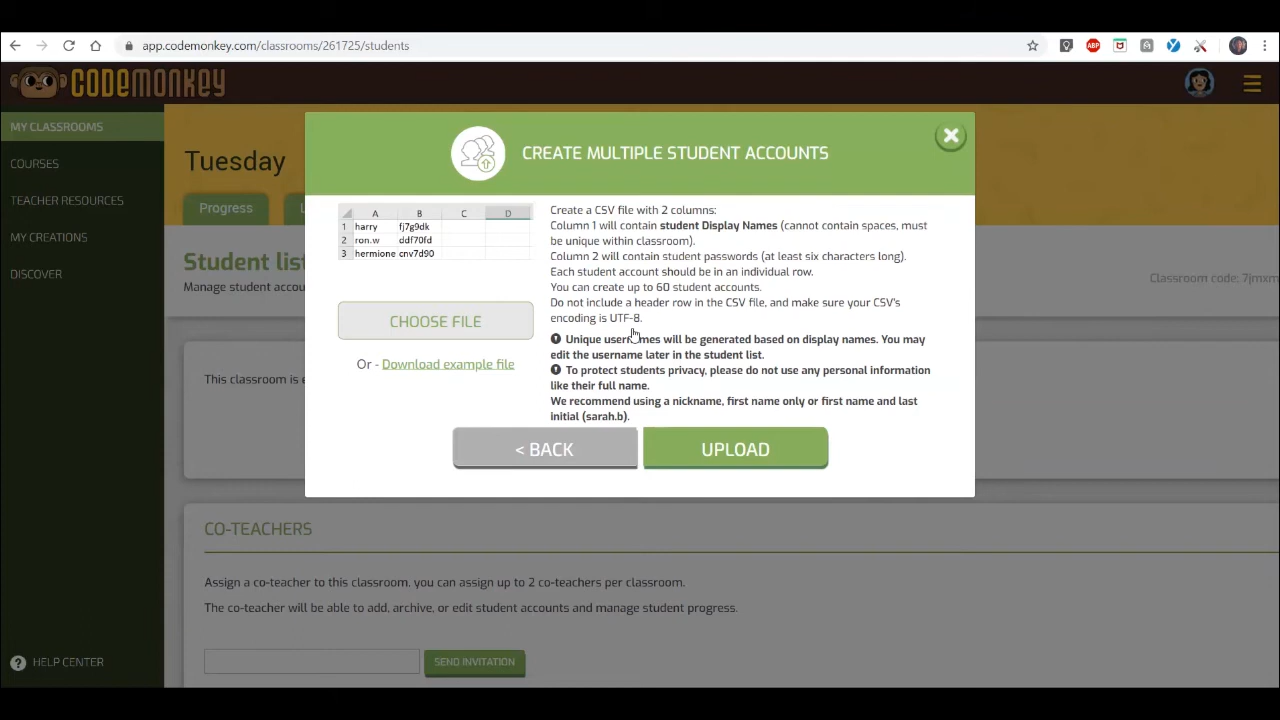 app.codemonkey.com/classrooms/261725/students
ABP
CODEMONKEY
MY CLASSROOMS
COURSES
TEACHER RESOURCES
MY CREATIONS
DISCOVER
HELP CENTER
Tuesday
Progress
L
Student lis
Manage student accou
Classroom code: 7jmxm
This classroom is e
CREATE MULTIPLE STUDENT ACCOUNTS
A B C D
1 harry fj7g9dk
2 ron.w ddf70fd
3 hermione cnv7d90
CHOOSE FILE
Or - Download example file
Create a CSV file with 2 columns:
Column 1 will contain student Display Names (cannot contain spaces, must
be unique within classroom).
Column 2 will contain student passwords (at least six characters long).
Each student account should be in an individual row.
You can create up to 60 student accounts.
Do not include a header row in the CSV file, and make sure your CSV's
encoding is UTF-8.
Unique usernames will be generated based on display names. You may
edit the username later in the student list.
To protect students privacy, please do not use any personal information
like their full name.
We recommend using a nickname, first name only or first name and last
initial (sarah.b).
< BACK
UPLOAD
CO-TEACHERS
Assign a co-teacher to this classroom, you can assign up to 2 co-teachers per classroom.
The co-teacher will be able to add, archive, or edit student accounts and manage student progress.
SEND INVITATION